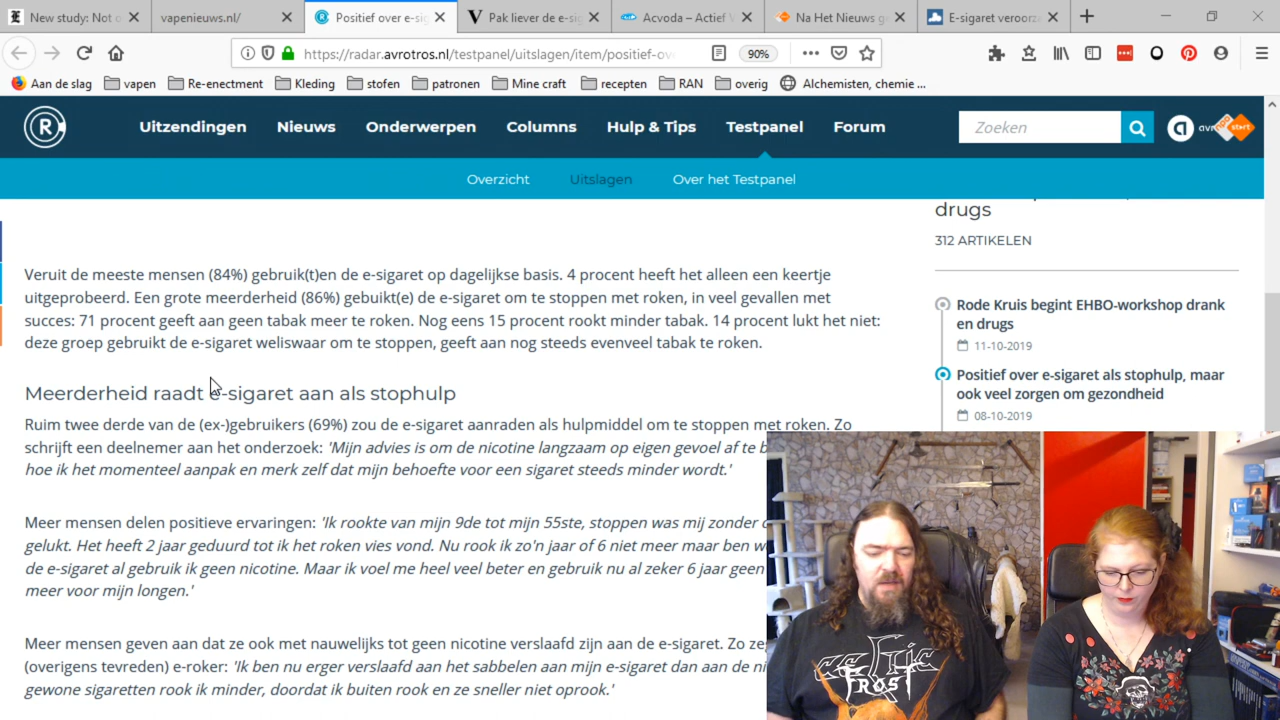 New study: Not o
vapenieuws.nl/
Positief over e-sig
Pak liever de e-sig
Acvoda – Actief V
Na Het Nieuws ge
E-sigaret veroorza
https://radar.avrotros.nl/testpanel/uitslagen/item/positief-ov
90%
Aan de slag
vapen
Re-enectment
Kleding
stofen
patronen
Mine craft
recepten
RAN
overig
Alchemisten, chemie ...
R
Uitzendingen
Nieuws
Onderwerpen
Columns
Hulp & Tips
Testpanel
Forum
Zoeken
Overzicht
Uitslagen
Over het Testpanel
Veruit de meeste mensen (84%) gebruik(t)en de e-sigaret op dagelijkse basis. 4 procent heeft het alleen een keertje
uitgeprobeerd. Een grote meerderheid (86%) gebuikt(e) de e-sigaret om te stoppen met roken, in veel gevallen met
succes: 71 procent geeft aan geen tabak meer te roken. Nog eens 15 procent rookt minder tabak. 14 procent lukt het niet:
deze groep gebruikt de e-sigaret weliswaar om te stoppen, geeft aan nog steeds evenveel tabak te roken.
Meerderheid raadt e-sigaret aan als stophulp
Ruim twee derde van de (ex-)gebruikers (69%) zou de e-sigaret aanraden als hulpmiddel om te stoppen met roken. Zo
schrijft een deelnemer aan het onderzoek: 'Mijn advies is om de nicotine langzaam op eigen gevoel af te b
hoe ik het momenteel aanpak en merk zelf dat mijn behoefte voor een sigaret steeds minder wordt.'
Meer mensen delen positieve ervaringen: 'Ik rookte van mijn 9de tot mijn 55ste, stoppen was mij zonder
gelukt. Het heeft 2 jaar geduurd tot ik het roken vies vond. Nu rook ik zo'n jaar of 6 niet meer maar ben w
de e-sigaret al gebruik ik geen nicotine. Maar ik voel me heel veel beter en gebruik nu al zeker 6 jaar geen
meer voor mijn longen.'
Meer mensen geven aan dat ze ook met nauwelijks tot geen nicotine verslaafd zijn aan de e-sigaret. Zo ze
(overigens tevreden) e-roker: 'Ik ben nu erger verslaafd aan het sabbelen aan mijn e-sigaret dan aan de ni
gewone sigaretten rook ik minder, doordat ik buiten rook en ze sneller niet oprook.'
drugs
312 ARTIKELEN
Rode Kruis begint EHBO-workshop drank
en drugs
11-10-2019
Positief over e-sigaret als stophulp, maar
ook veel zorgen om gezondheid
08-10-2019
CELTIC
FROST